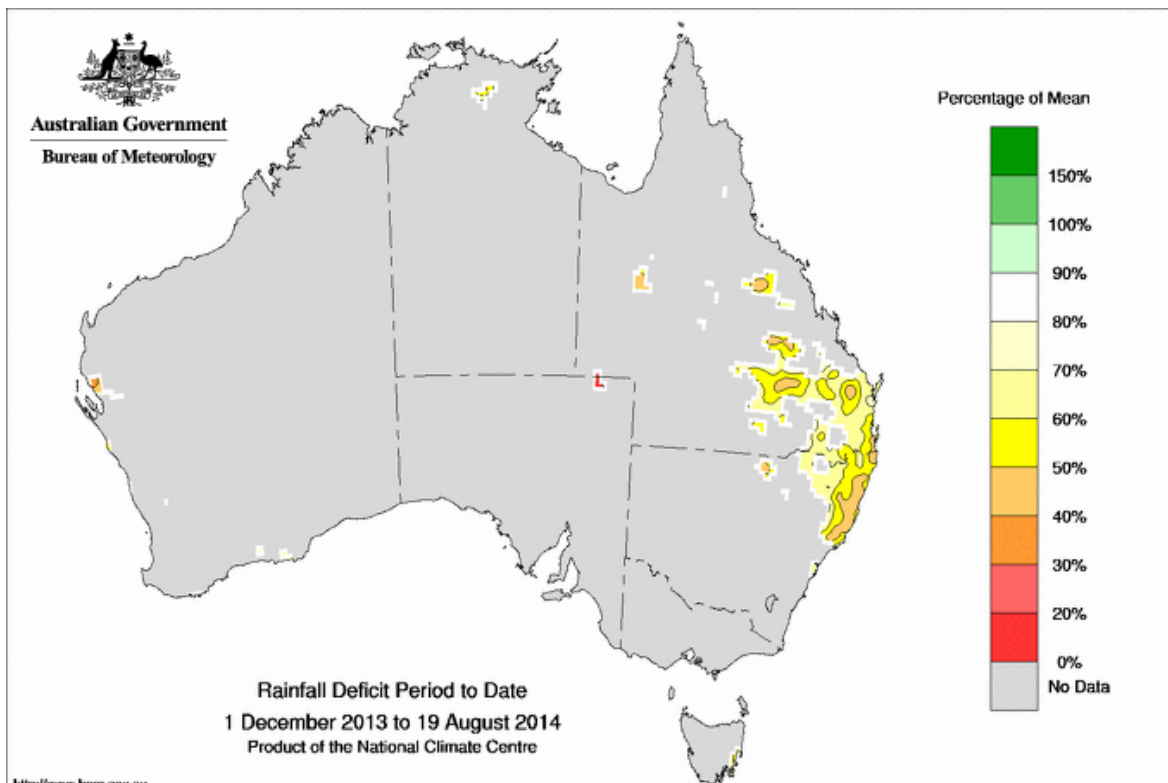 Australian Government
Bureau of Meteorology
Percentage of Mean
150%
100%
90%
80%
70%
60%
50%
40%
30%
20%
0%
No Data
Rainfall Deficit Period to Date
1 December 2013 to 19 August 2014
Product of the National Climate Centre